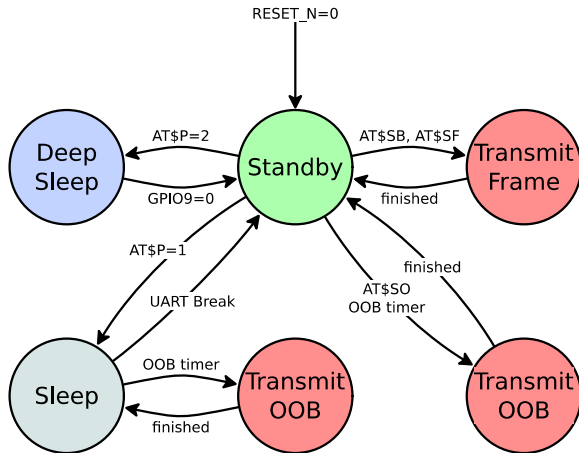 RESET_N=0
AT$P=2
AT$SB, AT$SF
Deep
Sleep
Standby
Transmit
Frame
GPIO9=0
finished
AT$P=1
finished
UART Break
AT$SO
OOB timer
OOB timer
Sleep
Transmit
OOB
Transmit
OOB
finished